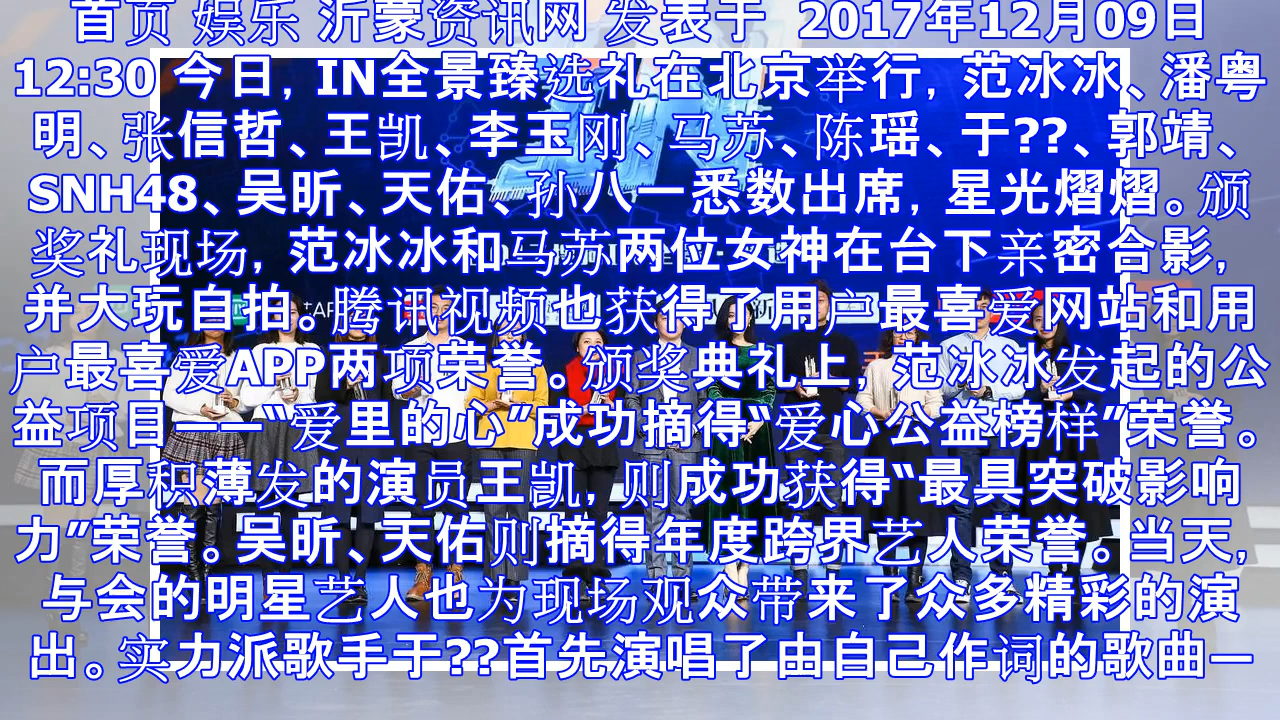 首页 娱乐 沂蒙资讯网 发表于 2017年12月09日
12:30 今日, IN全景臻选礼在北京举行, 范冰冰、潘粤
明、张信哲、王凯、李玉刚、马苏、陈瑶、于??、郭靖、
SNH48、吴昕、天佑、孙八一悉数出席, 星光熠熠。颁
奖礼现场, 范冰冰和马苏两位女神在台下亲密合影,
并大玩自拍。腾讯视频也获得了用户最喜爱网站和用
户最喜爱APP两项荣誉。颁奖典礼上, 范冰冰发起的公
益项目——“爱里的心”成功摘得“爱心公益榜样”荣誉。
而厚积薄发的演员王凯, 则成功获得“最具突破影响
力”荣誉。吴昕、天佑则摘得年度跨界艺人荣誉。当天,
与会的明星艺人也为现场观众带来了众多精彩的演
出。实力派歌手于??首先演唱了由自己作词的歌曲一